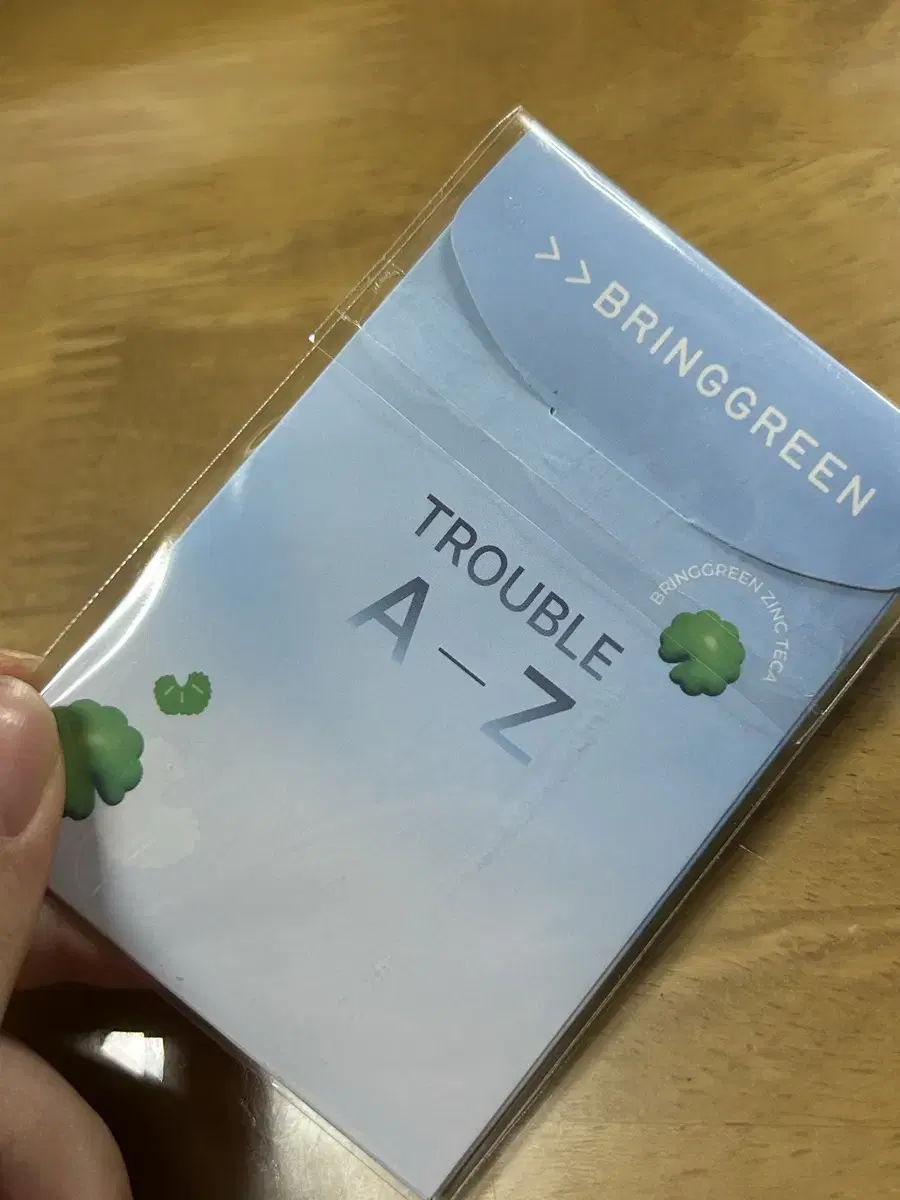 >>BRINGGREEN
BRINGGREEN ZINC TECA
TROUBLE
A – Z